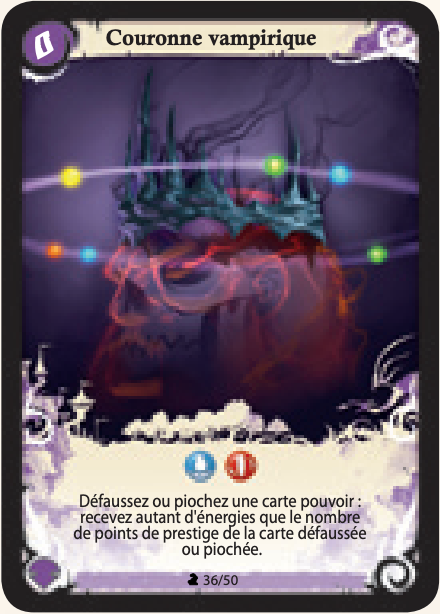 Couronne vampirique
Défaussez ou piochez une carte pouvoir :
recevez autant d'énergies que le nombre
de points de prestige de la carte défaussée
ou piochée.
36/50